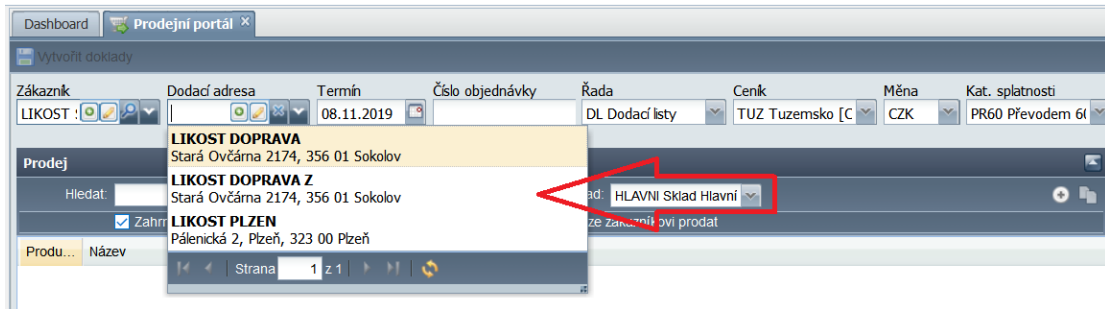 Dashboard
Prodejní portál
Vytvořit doklady
Zákazník Dodací adresa Termín Číslo objednávky Řada Ceník Měna Kat. splatnosti
LIKOST 08.11.2019 DL Dodací listy TUZ Tuzemsko [C CZK PR60 Převodem
LIKOST DOPRAVA
Stará Ovčárna 2174, 356 01 Sokolov
LIKOST DOPRAVA Z
Stará Ovčárna 2174, 356 01 Sokolov
LIKOST PLZEN
Pálenická 2, Plzeň, 323 00 Plzeň
Strana 1 z 1
Prodej
Hledat: HLAVNI Sklad Hlavní
zákazníkovi prodat
Produ... Název